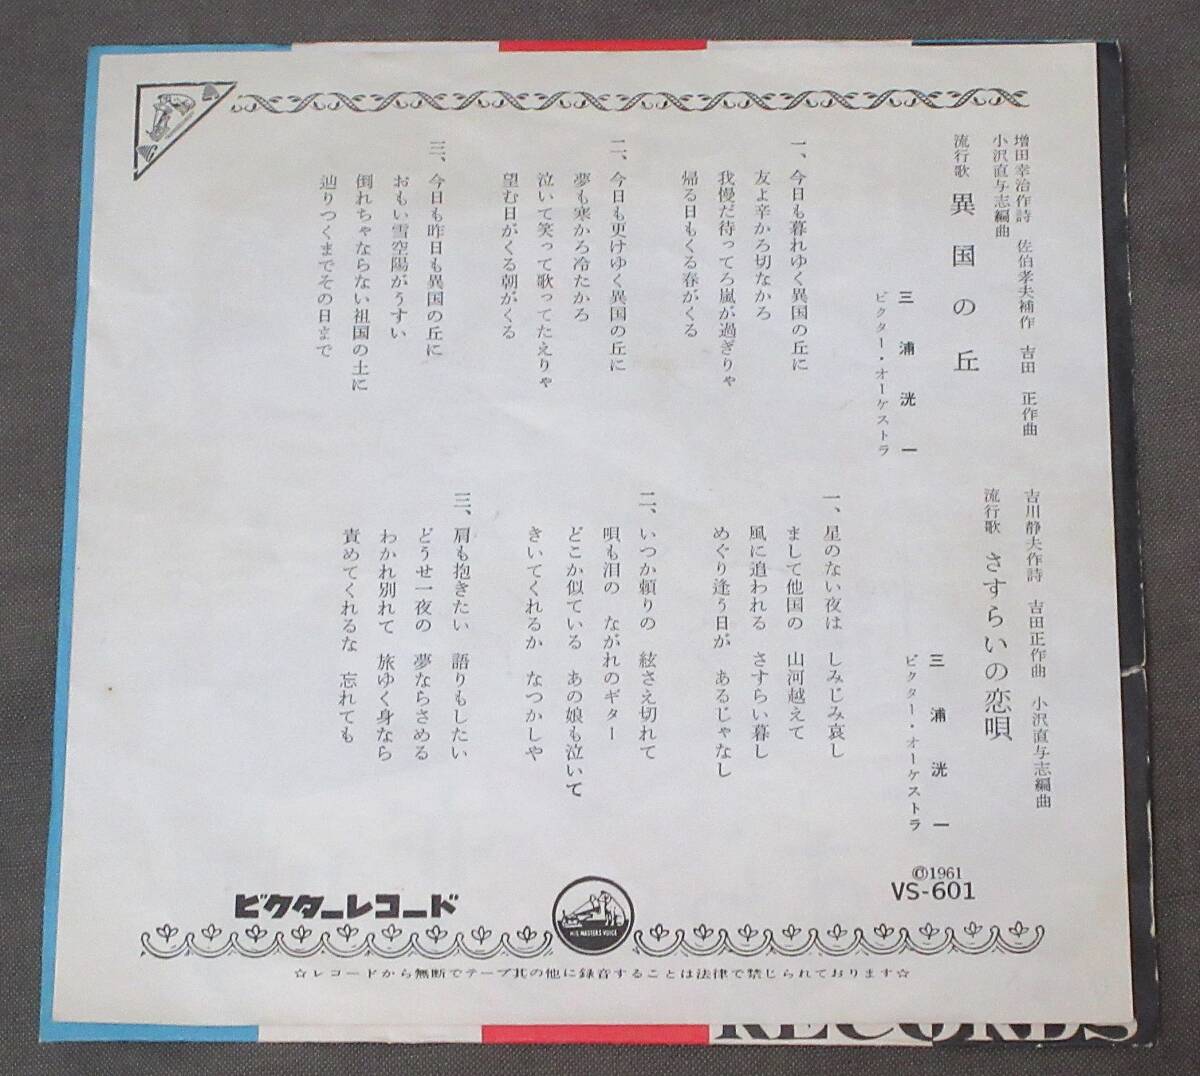 増田幸治作詩　佐伯孝夫補作　吉田　正作曲
小沢直与志編曲
流行歌　異国の丘
三浦洸一
ビクター・オーケストラ
一、今日も暮れゆく異国の丘に
友よ辛かろ切なかろ
我慢だ待ってろ嵐が過ぎりゃ
帰る日もくる春がくる
二、今日も更けゆく異国の丘に
夢も寒かろ冷たかろ
泣いて笑って歌ってたえりゃ
望む日がくる朝がくる
三、今日も昨日も異国の丘に
おもい雪空陽がうすい
倒れちゃならない祖国の土に
辿りつくまでその日まで
吉川静夫作詩　吉田正作曲　小沢直与志編曲
流行歌　さすらいの恋唄
三浦洸一
ビクター・オーケストラ
一、星のない夜は　しみじみ哀し
まして他国の　山河越えて
風に追われる　さすらい暮し
めぐり逢う日が　あるじゃなし
二、いつか頼りの　絃さえ切れて
唄も泪の　ながれのギター
どこか似ている　あの娘も泣いて
きいてくれるか　なつかしや
三、肩も抱きたい　語りもしたい
どうせ一夜の　夢ならさめる
わかれ別れて　旅ゆく身なら
責めてくれるな　忘れても
Ⓒ1961
VS-601
ビクターレコード
HIS MASTERS VOICE
☆レコードから無断でテープ其の他に録音することは法律で禁じられております☆
RECORDS